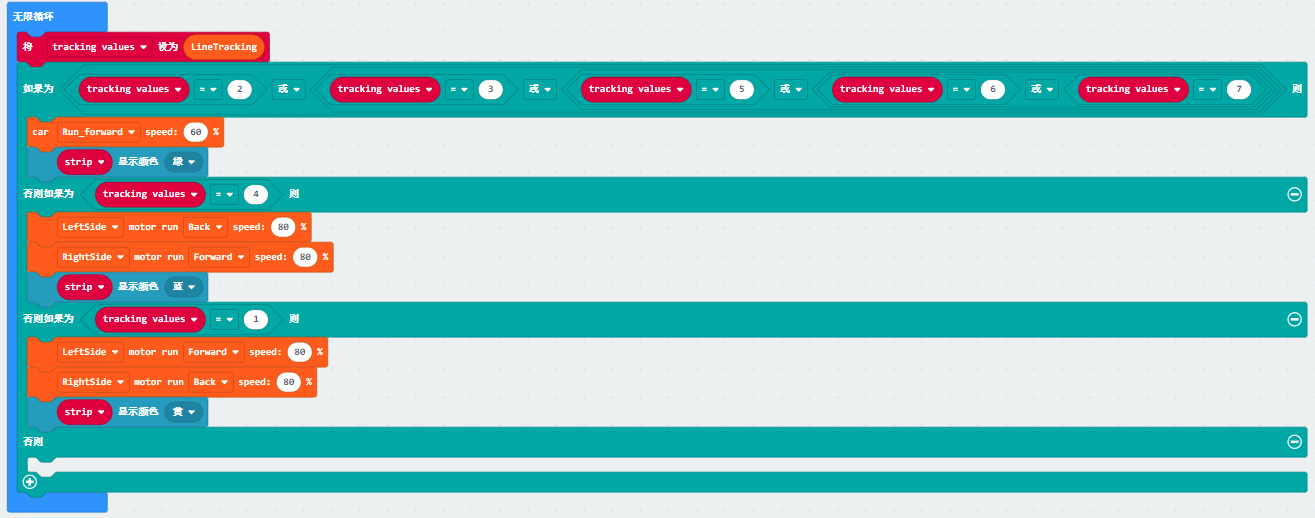 无限循环
将 tracking values 设为 LineTracking
如果为 tracking values = 2 或 tracking values = 3 或 tracking values = 5 或 tracking values = 6 或 tracking values = 7 则
car Run_forward speed: 60 %
strip 显示颜色 绿
否则如果为 tracking values = 4 则
LeftSide motor run Back speed: 80 %
RightSide motor run Forward speed: 80 %
strip 显示颜色 蓝
否则如果为 tracking values = 1 则
LeftSide motor run Forward speed: 80 %
RightSide motor run Back speed: 80 %
strip 显示颜色 黄
否则